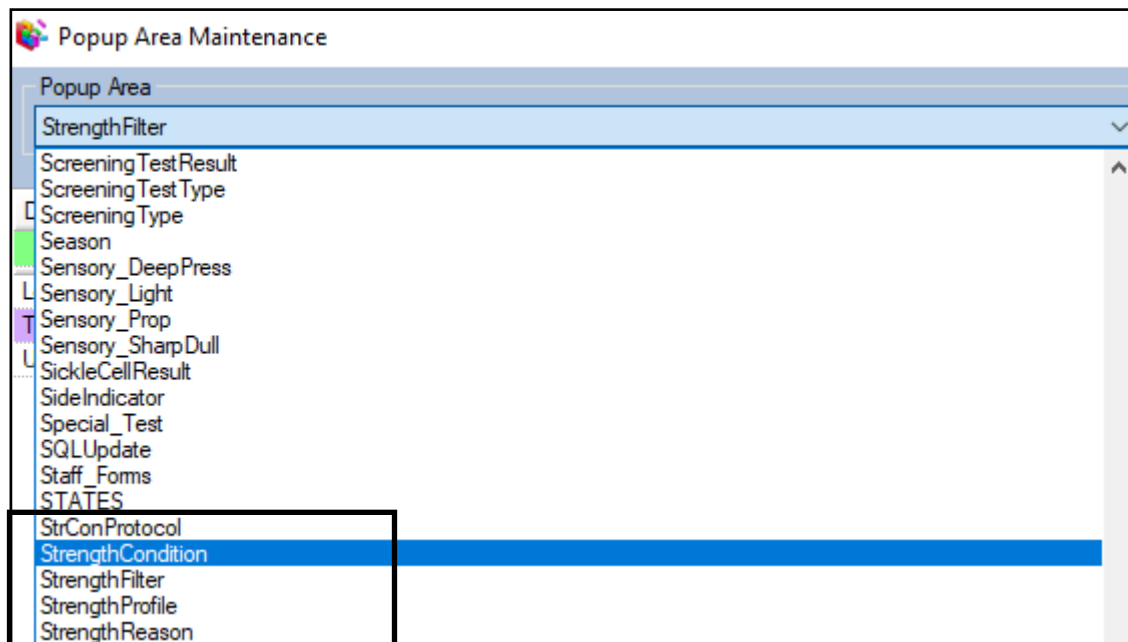 Popup Area Maintenance
Popup Area
StrengthFilter
ScreeningTestResult
ScreeningTestType
ScreeningType
Season
Sensory_DeepPress
Sensory_Light
Sensory_Prop
Sensory_SharpDull
SickleCellResult
SideIndicator
Special_Test
SQLUpdate
Staff_Forms
STATES
StrConProtocol
StrengthCondition
StrengthFilter
StrengthProfile
StrengthReason